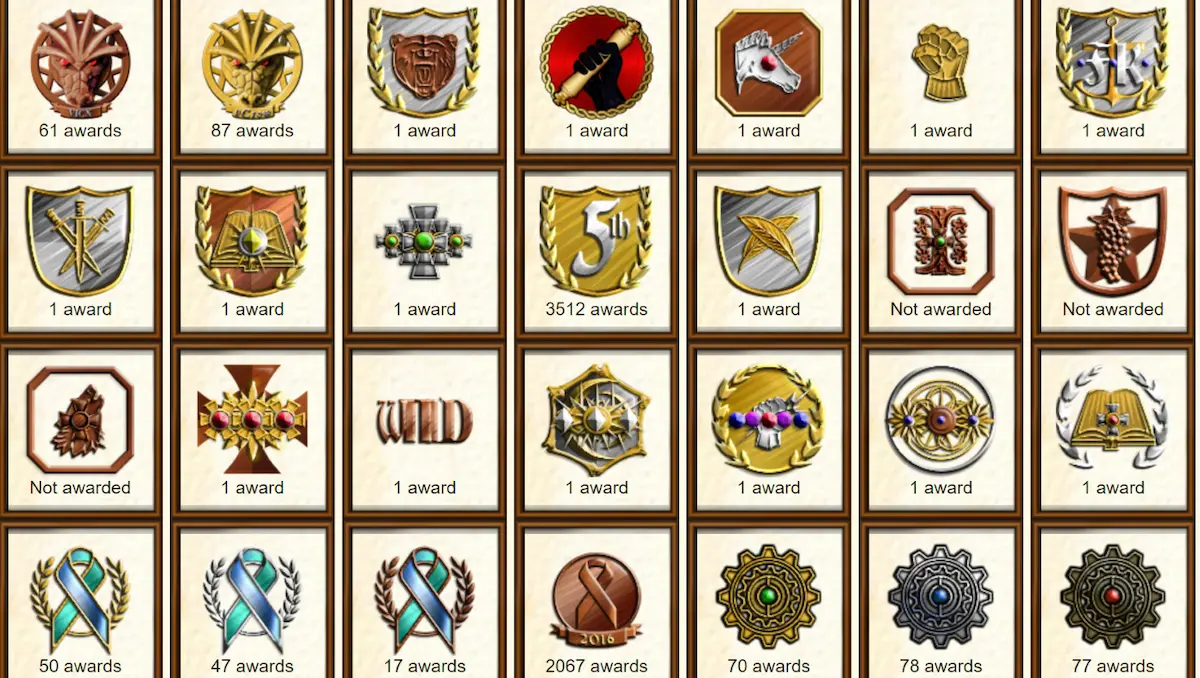 61 awards
87 awards
1 award
1 award
1 award
1 award
FK
1 award
1 award
1 award
1 award
5th
3512 awards
1 award
Not awarded
Not awarded
Not awarded
1 award
WILD
1 award
1 award
1 award
1 award
1 award
50 awards
47 awards
17 awards
2016
2067 awards
70 awards
78 awards
77 awards